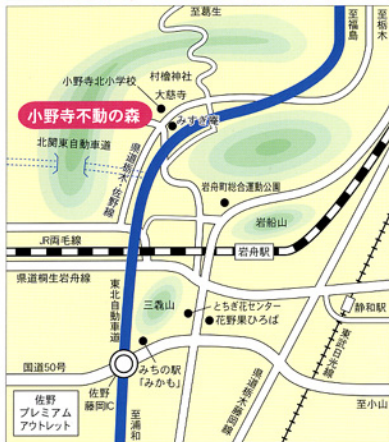 至葛生
至福島
至栃木
村檜神社
小野寺北小学校
大慈寺
小野寺不動の森
みすぎ庵
北関東自動車道
県道栃木・佐野線
岩舟町総合運動公園
岩船山
JR両毛線
岩舟駅
県道桐生岩舟線
東北自動車道
三毳山
とちぎ花センター
花野果ひろば
静和駅
東武日光線
国道50号
みちの駅
「みかも」
県道栃木藤岡線
佐野
藤岡IC
佐野
プレミアム
アウトレット
至小山
至浦和